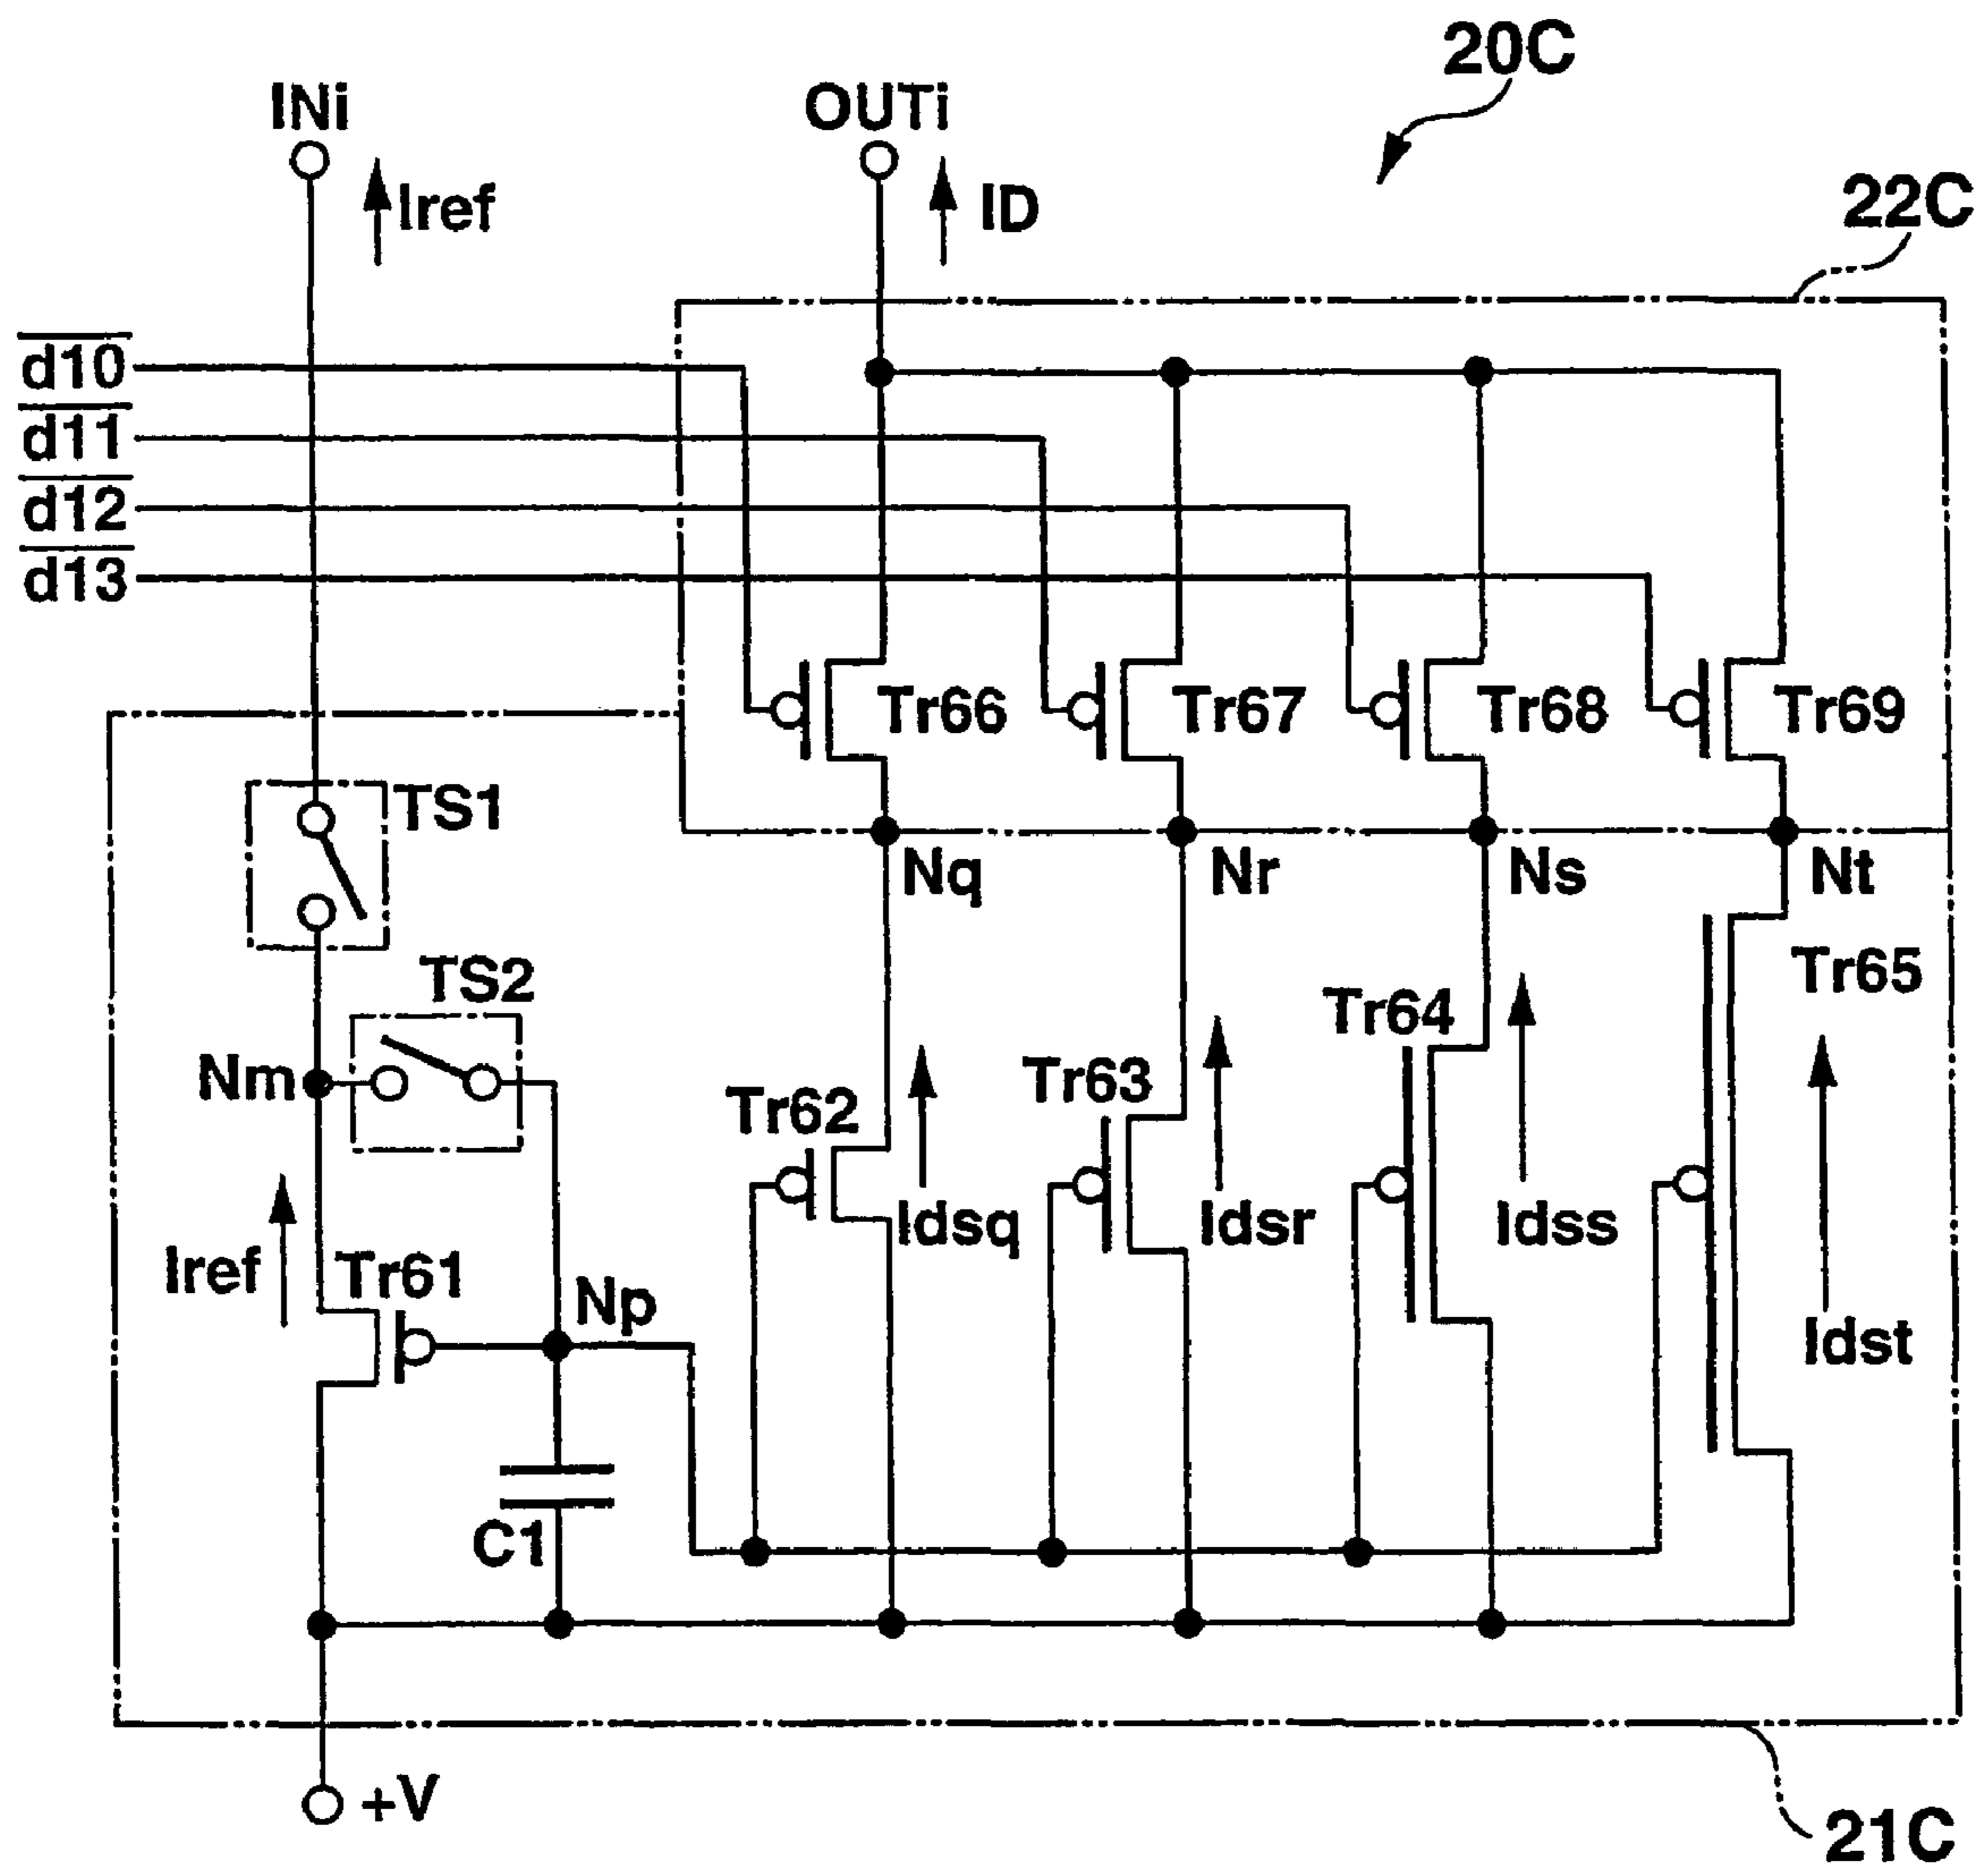 20C
INi
OUTi
Iref
ID
22C
d10
d11
d12
d13
Tr66
Tr67
Tr68
Tr69
TS1
Nq
Nr
Ns
Nt
TS2
Tr65
Tr64
Nm
Tr63
Tr62
Idsq
Idsr
Idss
Iref
Tr61
Np
Idst
C1
+V
21C